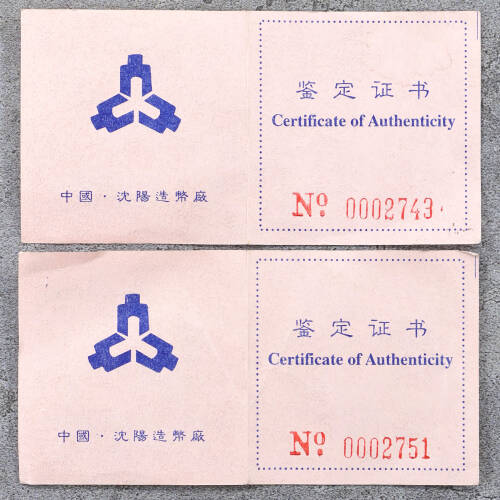 中國·沈陽造幣廠
鉴定证书
Certificate of Authenticity
Nº 0002743
中國·沈陽造幣廠
鉴定证书
Certificate of Authenticity
Nº 0002751